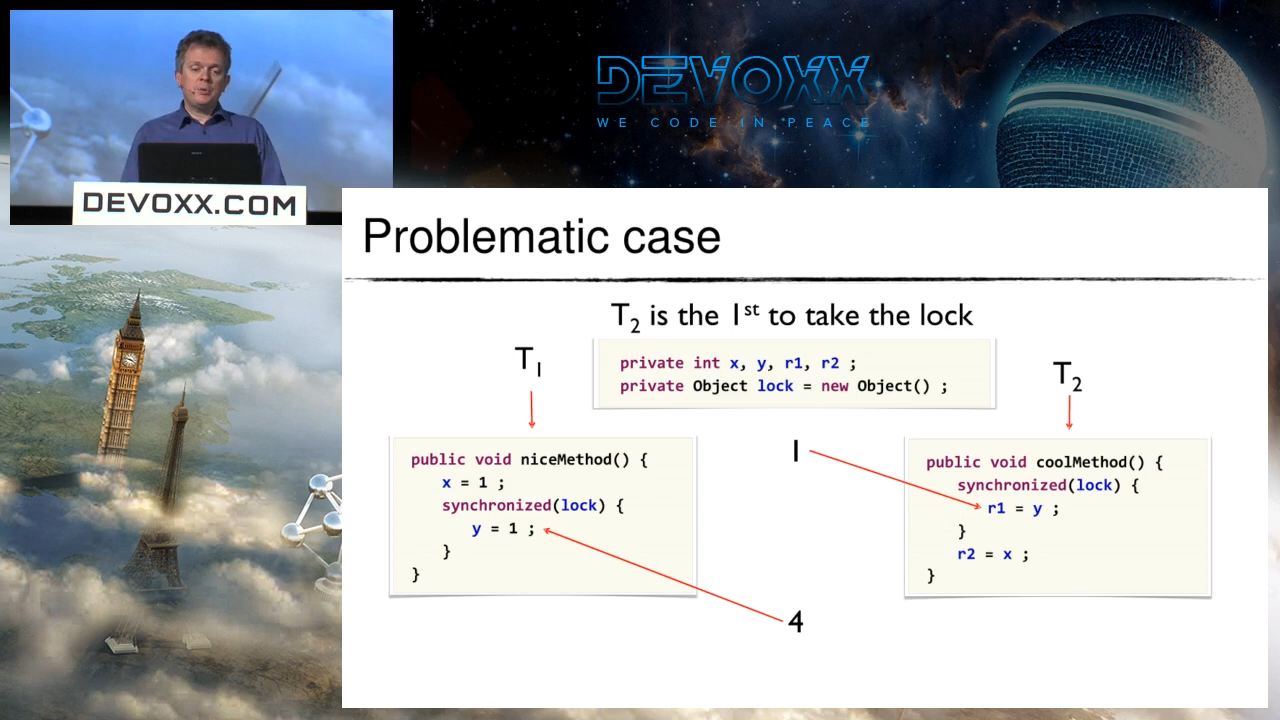 DEVOXX
WE CODE IN PEACE
DEVOXX.COM
Problematic case
T2 is the 1st to take the lock
T1
private int x, y, r1, r2 ;
private Object lock = new Object() ;
T2
public void niceMethod() {
x = 1 ;
synchronized(lock) {
y = 1 ;
}
}
1
public void coolMethod() {
synchronized(lock) {
r1 = y ;
}
r2 = x ;
}
4